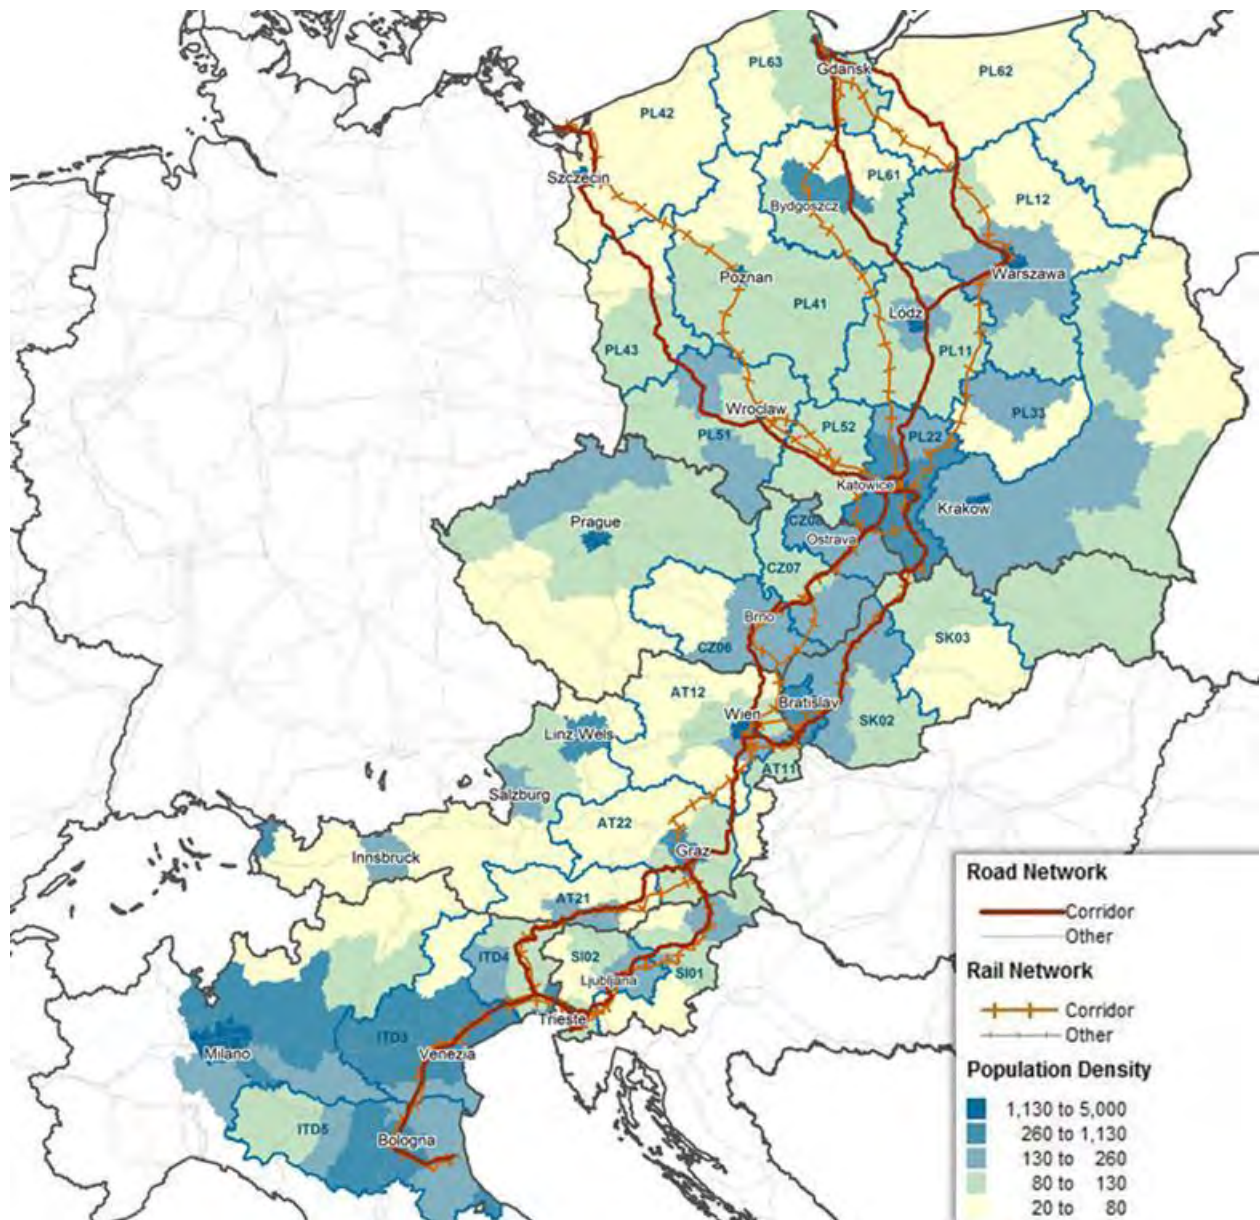 PL63
Gdansk
PL62
PL42
PL61
Szczecin
PL12
Bydgoszcz
Warszawa
Poznan
PL41
Lódz
PL43
PL11
Wroclaw
PL33
PL51
PL52
PL22
Katowice
Krakow
Prague
CZ08
Ostrava
CZ07
Brno
SK03
CZ06
AT12
Bratislav
Wien
SK02
Linz-Wels
AT11
Salzburg
AT22
Graz
Innsbruck
AT21
ITD4
SI02
SI01
Ljubljana
Trieste
ITD3
Milano
Venezia
ITD5
Bologna
Road Network
Corridor
Other
Rail Network
Corridor
Other
Population Density
1,130 to 5,000
260 to 1,130
130 to 260
80 to 130
20 to 80